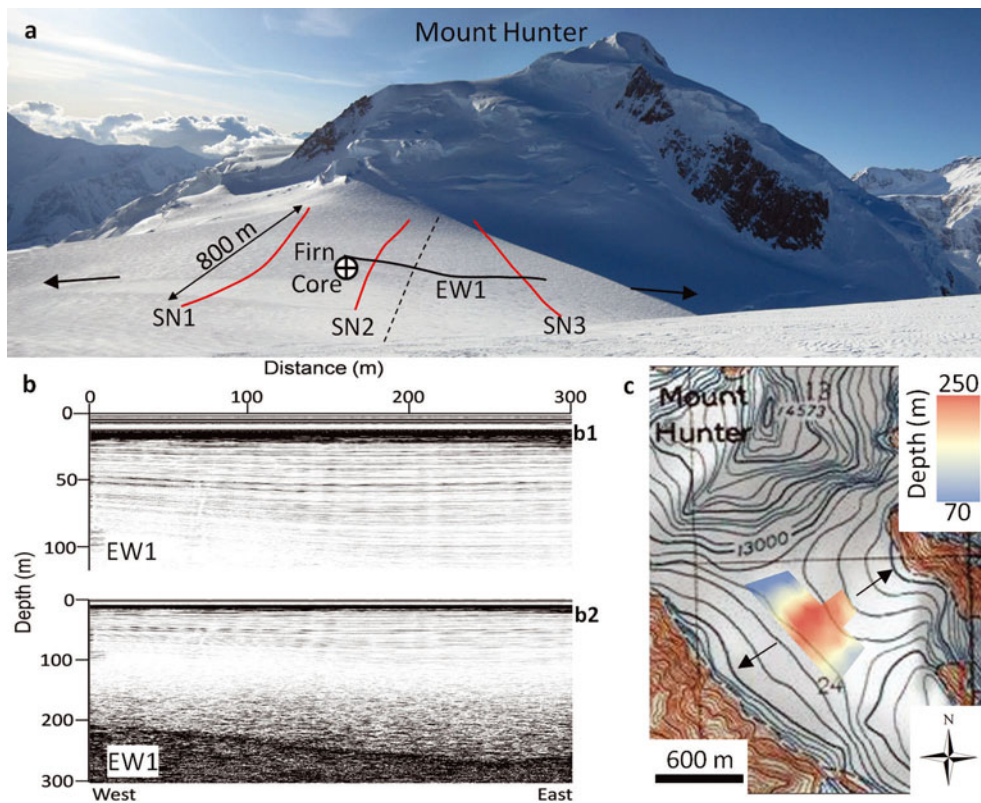 a
Mount Hunter
800 m
Firn
Core
EW1
SN1
SN2
SN3
b
Distance (m)
0
100
200
300
b1
0
50
100
Depth (m)
EW1
b2
0
100
200
300
EW1
West
East
c
Mount
Hunter
13
14573
13000
24
250
Depth (m)
70
600 m
N